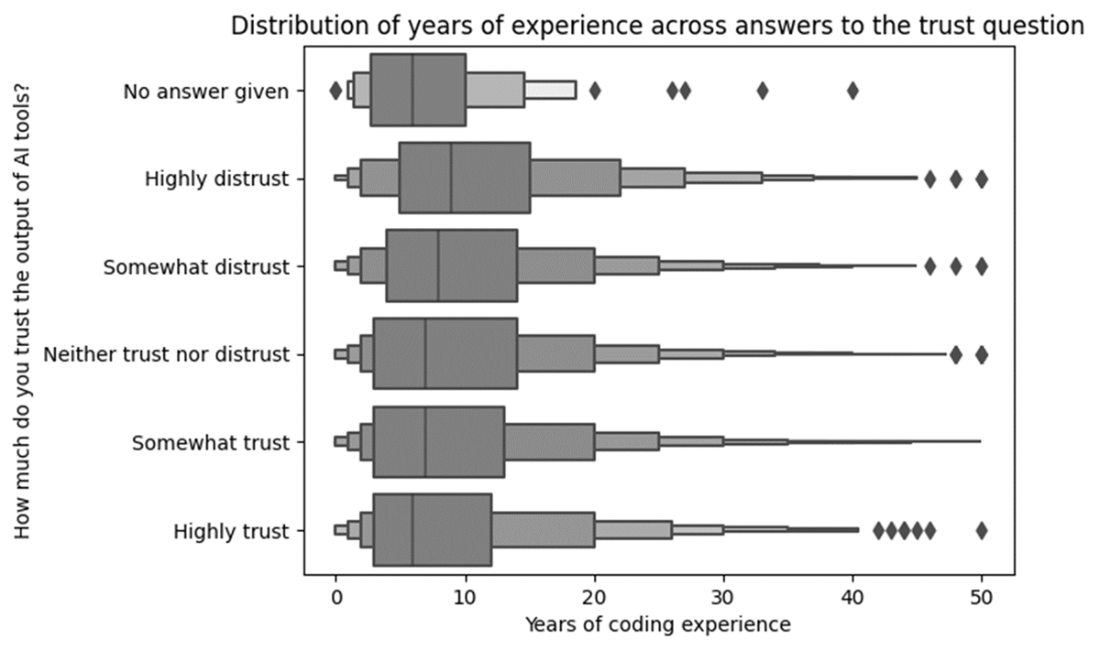 Distribution of years of experience across answers to the trust question
How much do you trust the output of AI tools?
No answer given
Highly distrust
Somewhat distrust
Neither trust nor distrust
Somewhat trust
Highly trust
0 10 20 30 40 50
Years of coding experience